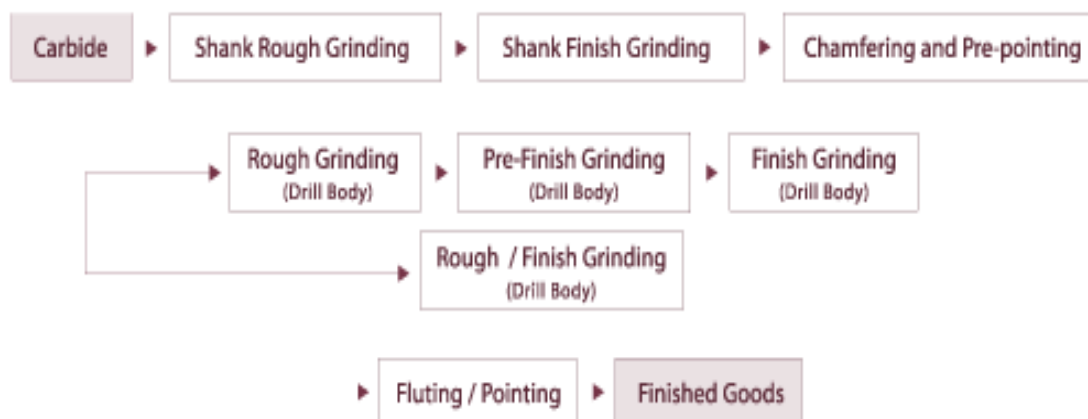 Carbide
Shank Rough Grinding
Shank Finish Grinding
Chamfering and Pre-pointing
Rough Grinding
(Drill Body)
Pre-Finish Grinding
(Drill Body)
Finish Grinding
(Drill Body)
Rough / Finish Grinding
(Drill Body)
Fluting / Pointing
Finished Goods